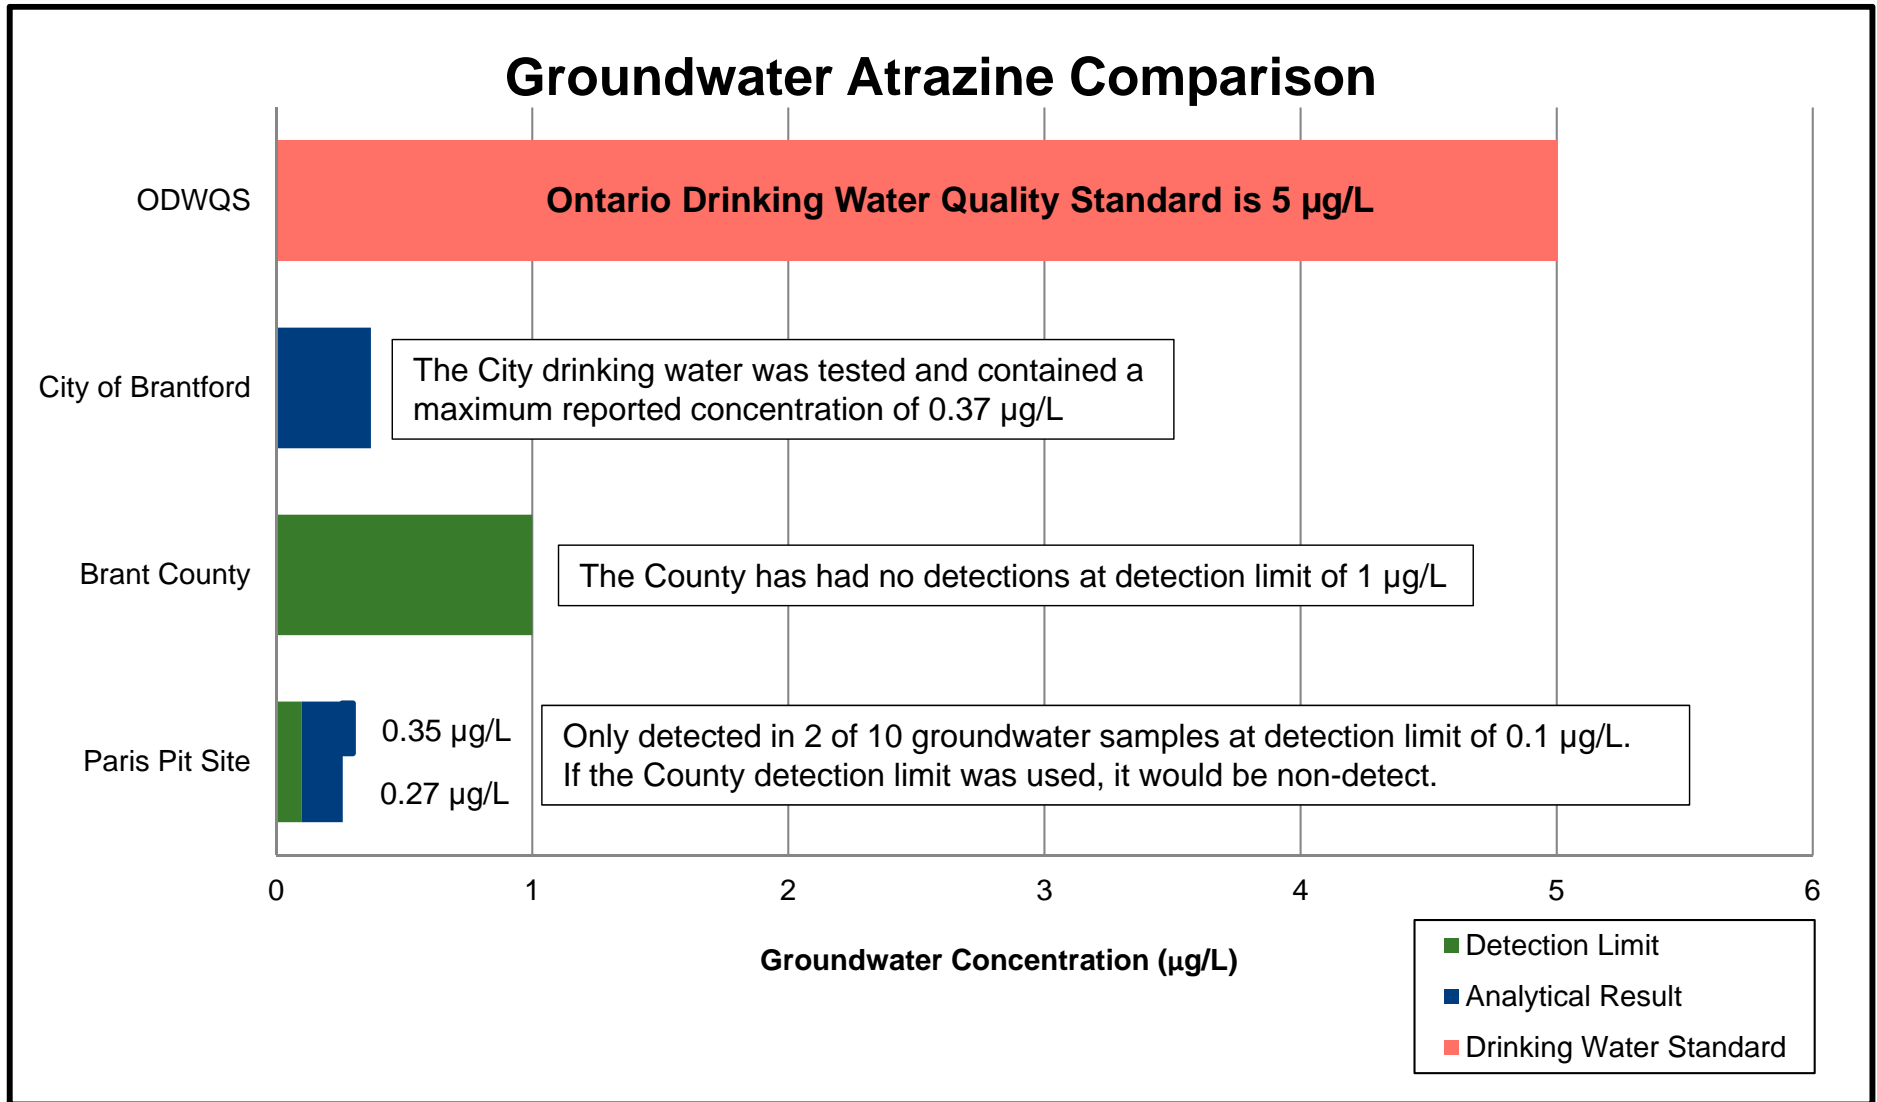 Groundwater Atrazine Comparison
ODWQS
Ontario Drinking Water Quality Standard is 5 µg/L
City of Brantford
The City drinking water was tested and contained a
maximum reported concentration of 0.37 µg/L
Brant County
The County has had no detections at detection limit of 1 µg/L
Paris Pit Site
0.35 µg/L
0.27 µg/L
Only detected in 2 of 10 groundwater samples at detection limit of 0.1 µg/L.
If the County detection limit was used, it would be non-detect.
0 1 2 3 4 5 6
Groundwater Concentration (µg/L)
Detection Limit
Analytical Result
Drinking Water Standard